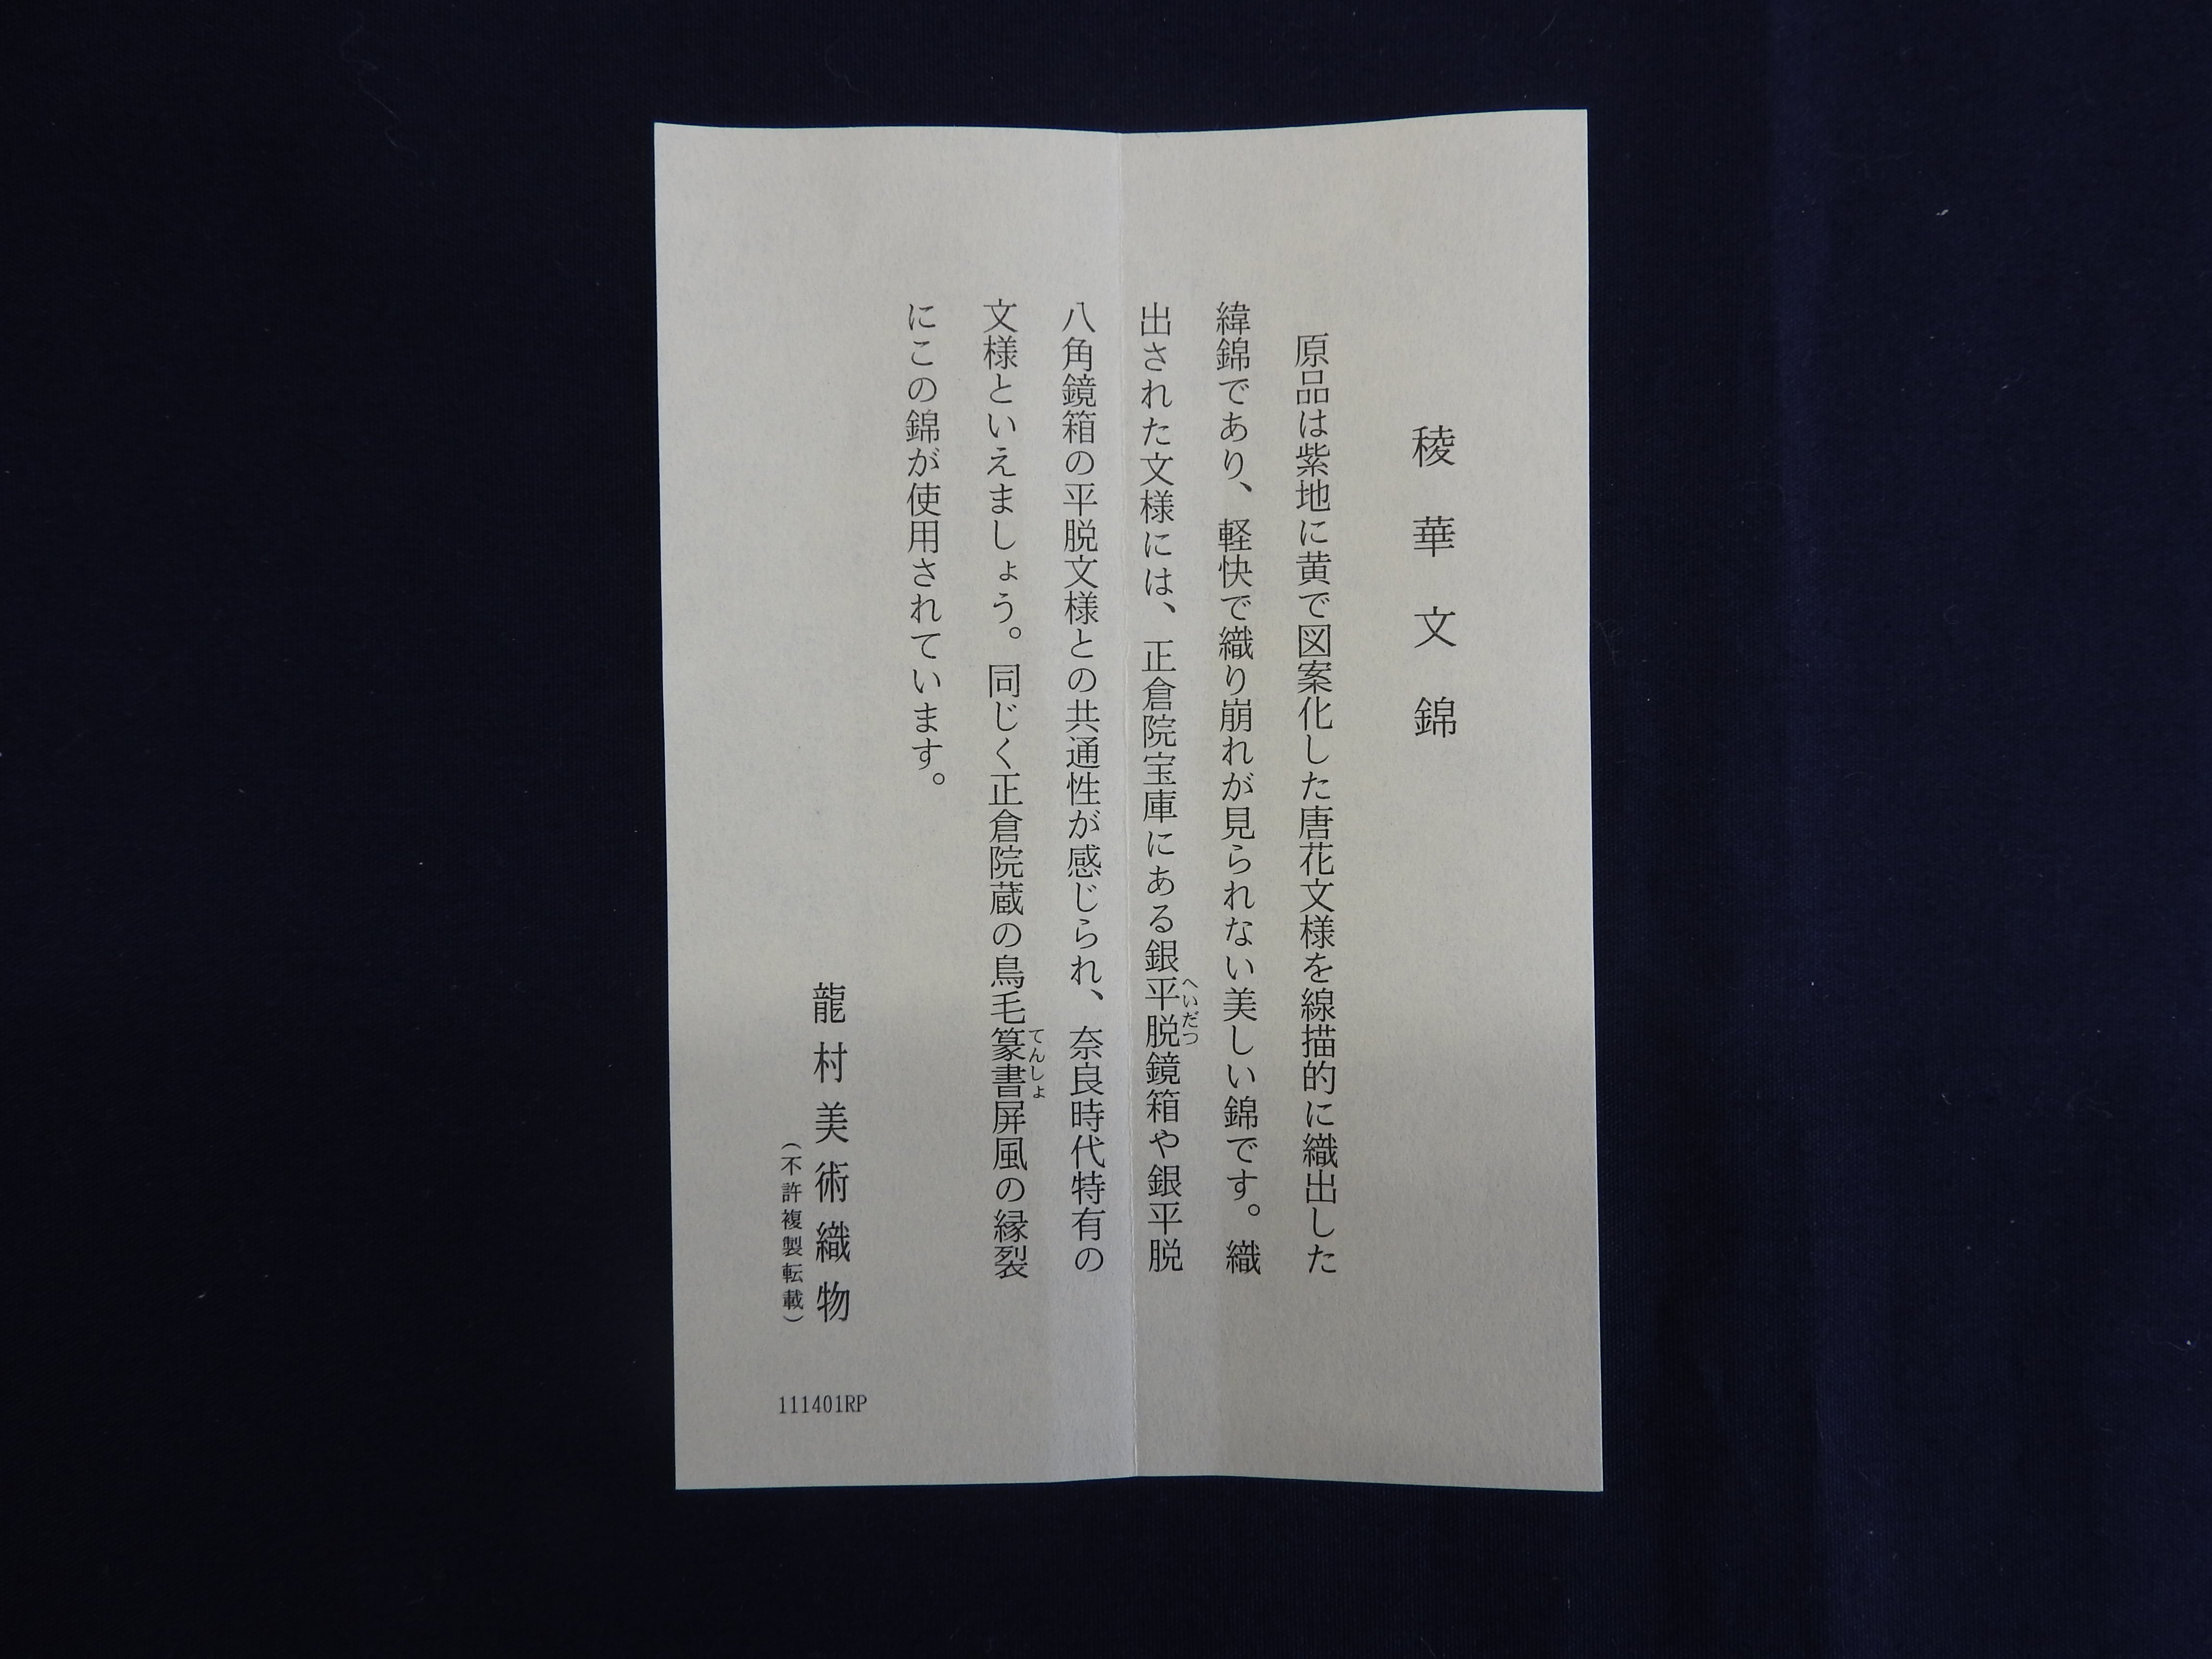 稜華文錦
原品は紫地に黄で図案化した唐花文様を線描的に織出した
緯錦であり、軽快で織り崩れが見られない美しい錦です。織
出された文様には、正倉院宝庫にある銀平脱鏡箱や銀平脱
へいだつ
八角鏡箱の平脱文様との共通性が感じられ、奈良時代特有の
文様といえましょう。同じく正倉院蔵の鳥毛篆書屏風の縁裂
てんしょ
にこの錦が使用されています。
龍村美術織物
（不許複製転載）
111401RP